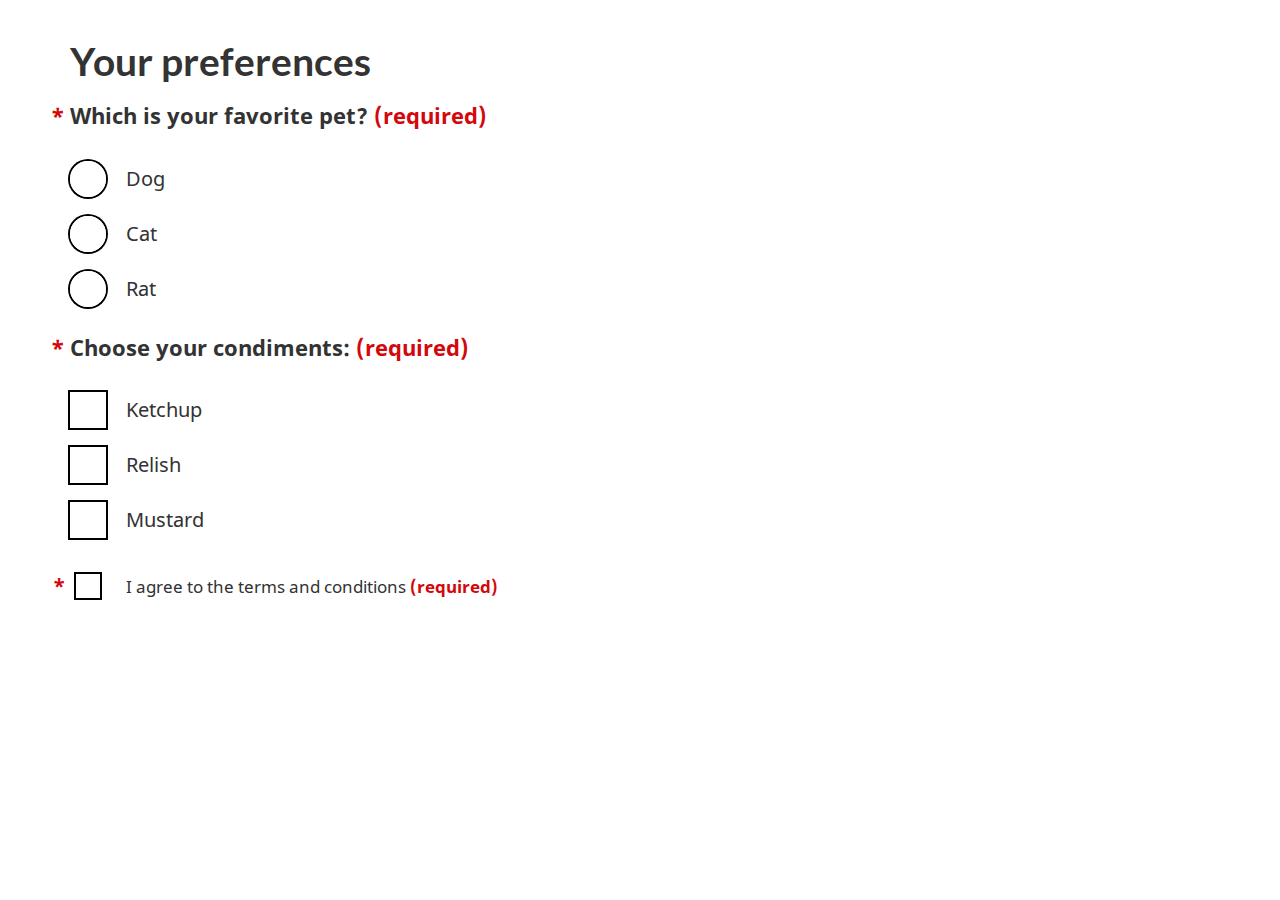 Your preferences
* Which is your favorite pet? (required)
Dog
Cat
Rat
* Choose your condiments: (required)
Ketchup
Relish
Mustard
* I agree to the terms and conditions (required)